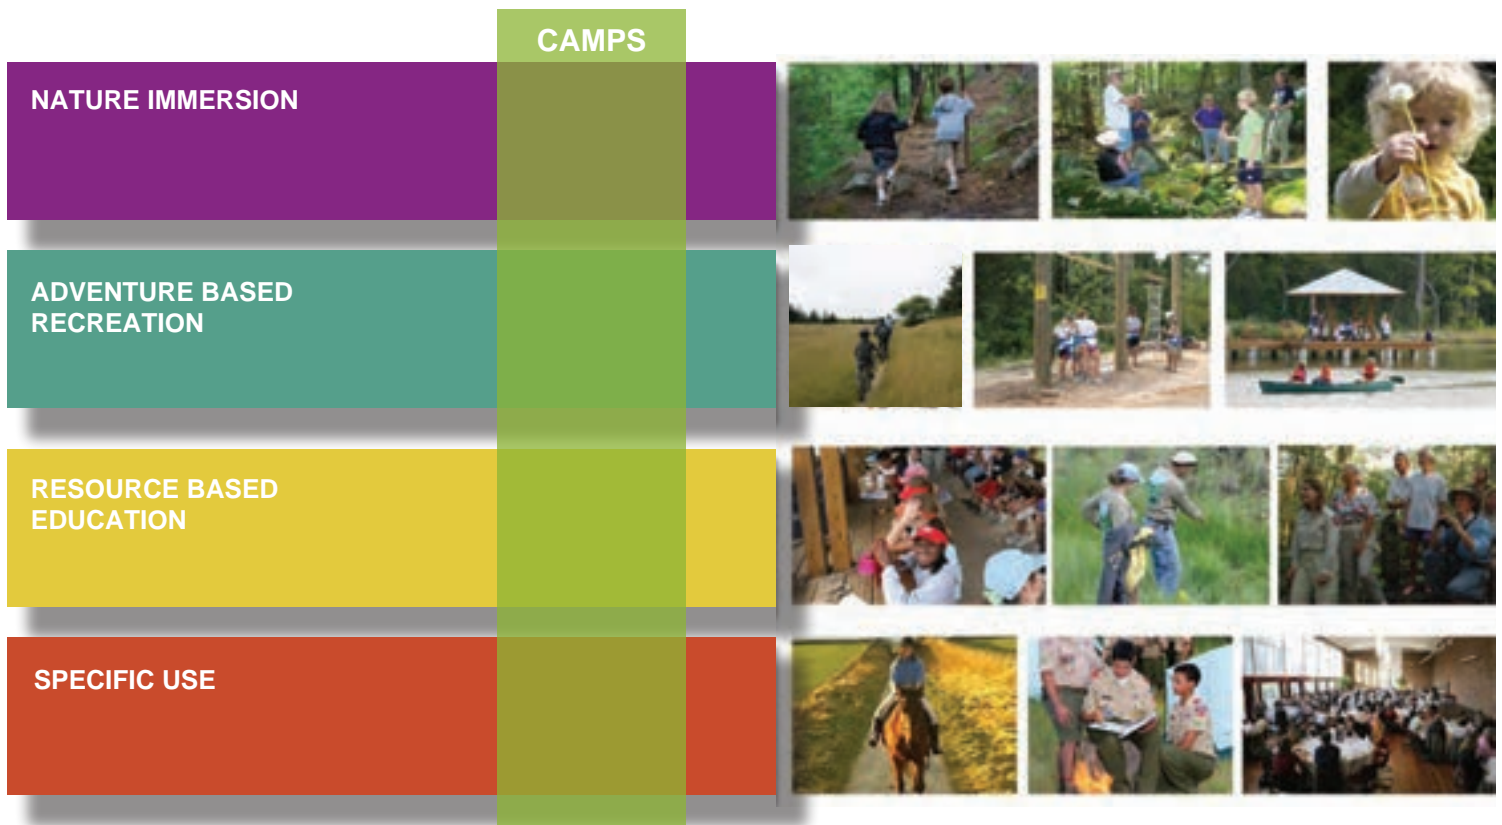 CAMPS
NATURE IMMERSION
ADVENTURE BASED
RECREATION
RESOURCE BASED
EDUCATION
SPECIFIC USE